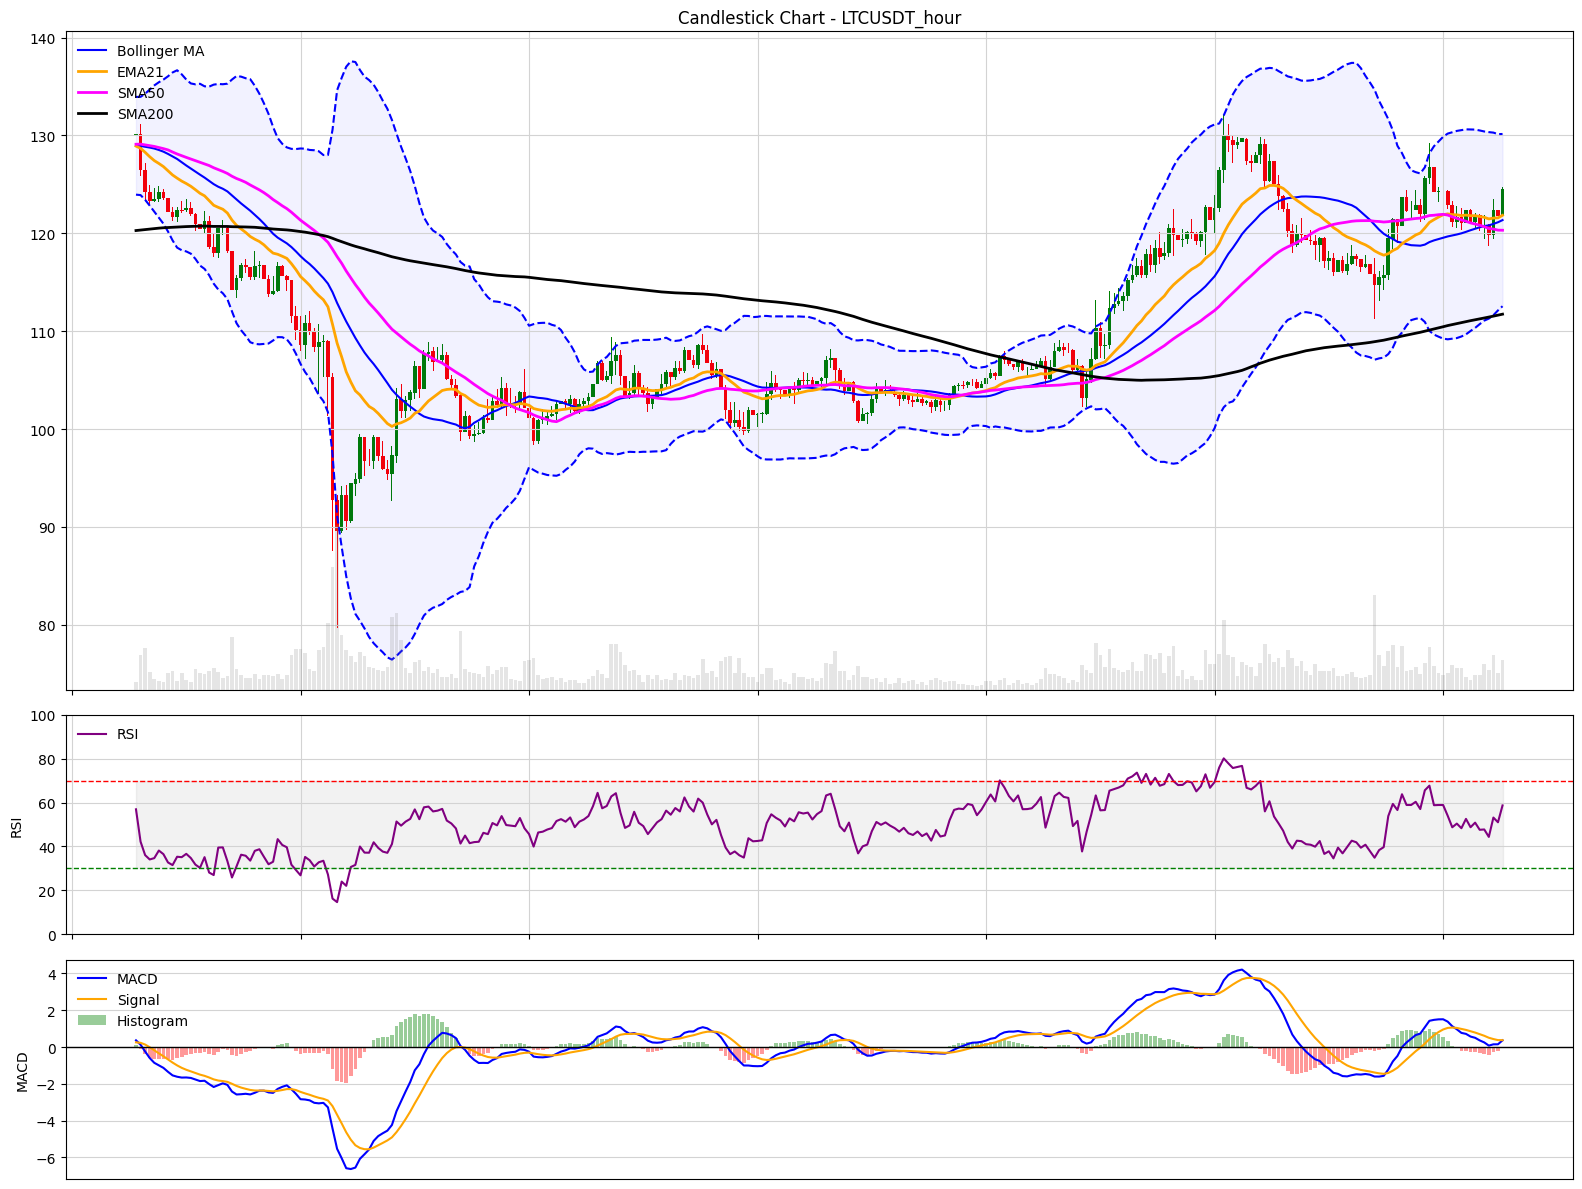 Candlestick Chart - LTCUSDT_hour
140
130
120
110
100
90
80
Bollinger MA
EMA21
SMA50
SMA200
100
80
60
40
20
0
RSI
RSI
4
2
0
−2
−4
−6
MACD
MACD
Signal
Histogram